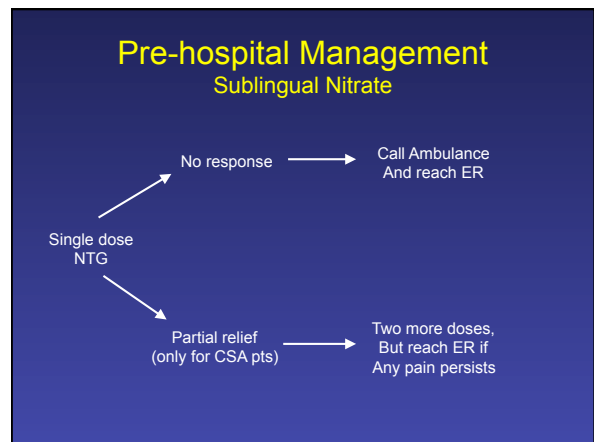 Pre-hospital Management
Sublingual Nitrate
No response
Call Ambulance
And reach ER
Single dose
NTG
Partial relief
(only for CSA pts)
Two more doses,
But reach ER if
Any pain persists